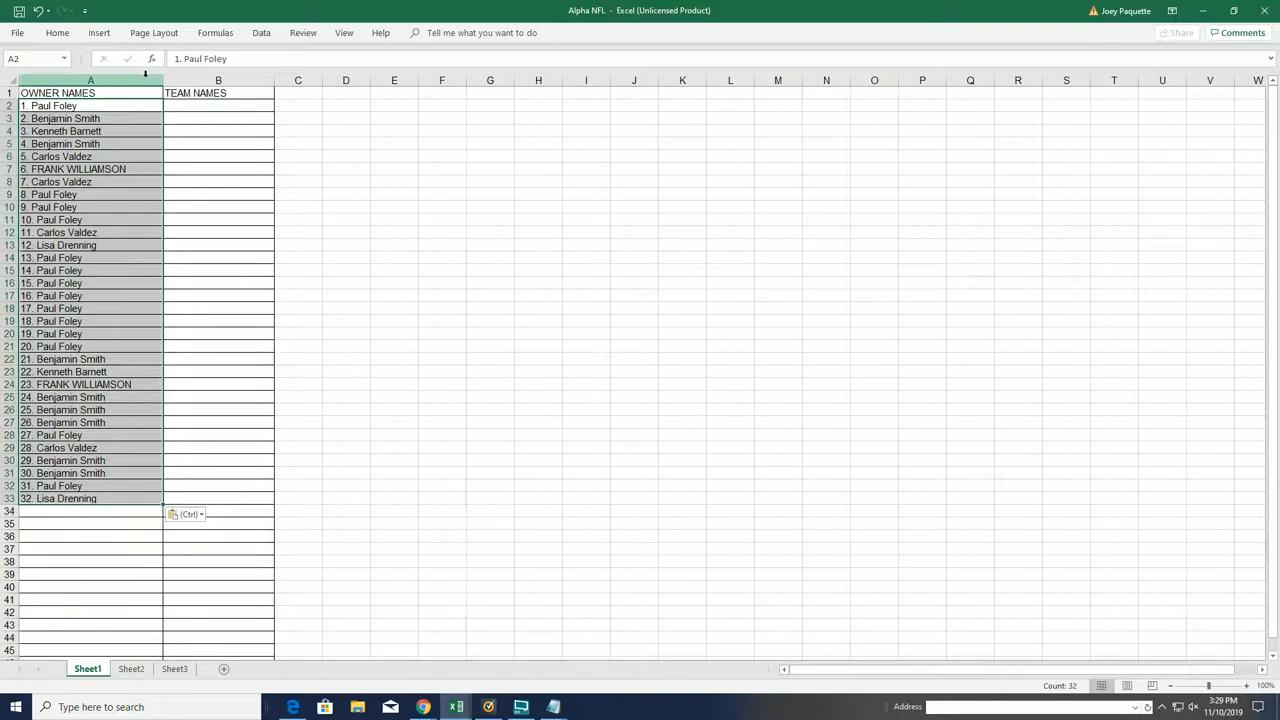 Alpha NFL - Excel (Unlicensed Product)
Joey Paquette
File Home Insert Page Layout Formulas Data Review View Help Tell me what you want to do
Share Comments
A2 fx 1. Paul Foley
A B C D E F G H I J K L M N O P Q R S T U V W
1 OWNER NAMES TEAM NAMES
2 1. Paul Foley
3 2. Benjamin Smith
4 3. Kenneth Barnett
5 4. Benjamin Smith
6 5. Carlos Valdez
7 6. FRANK WILLIAMSON
8 7. Carlos Valdez
9 8. Paul Foley
10 9. Paul Foley
11 10. Paul Foley
12 11. Carlos Valdez
13 12. Lisa Drenning
14 13. Paul Foley
15 14. Paul Foley
16 15. Paul Foley
17 16. Paul Foley
18 17. Paul Foley
19 18. Paul Foley
20 19. Paul Foley
21 20. Paul Foley
22 21. Benjamin Smith
23 22. Kenneth Barnett
24 23. FRANK WILLIAMSON
25 24. Benjamin Smith
26 25. Benjamin Smith
27 26. Benjamin Smith
28 27. Paul Foley
29 28. Carlos Valdez
30 29. Benjamin Smith
31 30. Benjamin Smith
32 31. Paul Foley
33 32. Lisa Drenning
34 (Ctrl)
35
36
37
38
39
40
41
42
43
44
45
Sheet1 Sheet2 Sheet3
Count: 32 100%
Type here to search
Address
3:29 PM
11/10/2019